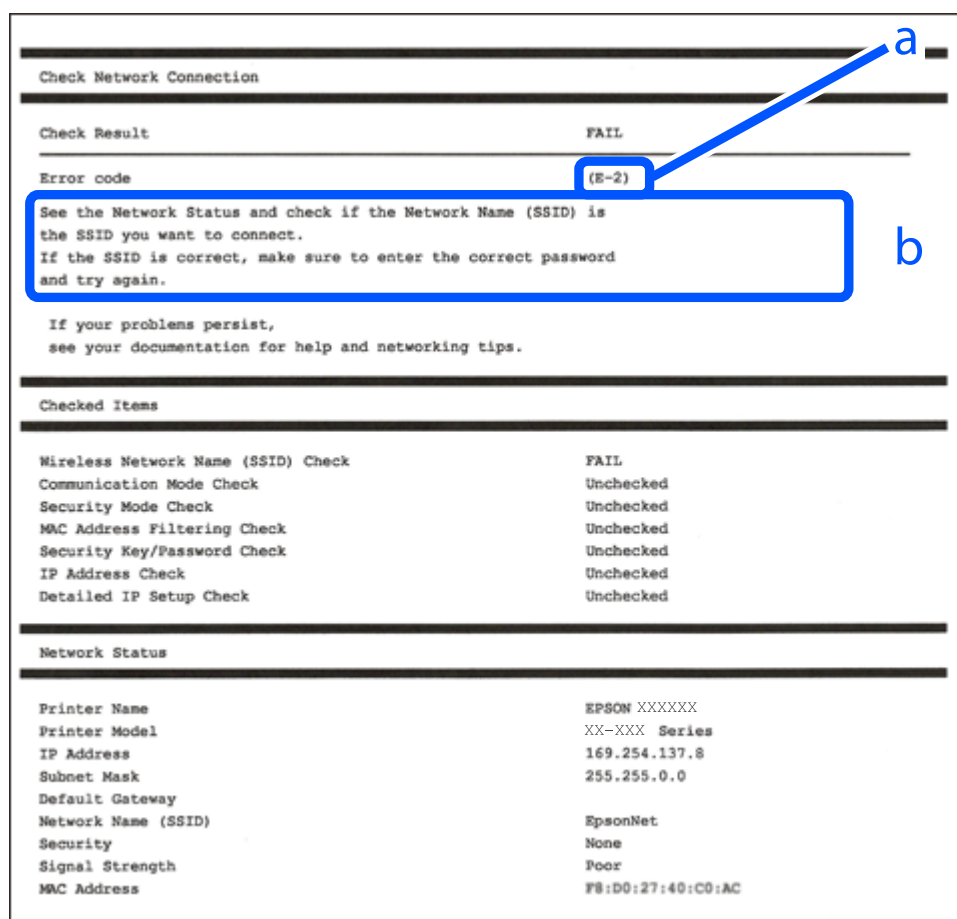 a
Check Network Connection
Check Result FAIL
Error code (E-2)
See the Network Status and check if the Network Name (SSID) is
the SSID you want to connect.
If the SSID is correct, make sure to enter the correct password
and try again.
b
If your problems persist,
see your documentation for help and networking tips.
Checked Items
Wireless Network Name (SSID) Check FAIL
Communication Mode Check Unchecked
Security Mode Check Unchecked
MAC Address Filtering Check Unchecked
Security Key/Password Check Unchecked
IP Address Check Unchecked
Detailed IP Setup Check Unchecked
Network Status
Printer Name EPSON XXXXXX
Printer Model XX-XXX Series
IP Address 169.254.137.8
Subnet Mask 255.255.0.0
Default Gateway
Network Name (SSID) EpsonNet
Security None
Signal Strength Poor
MAC Address F8:D0:27:40:C0:AC